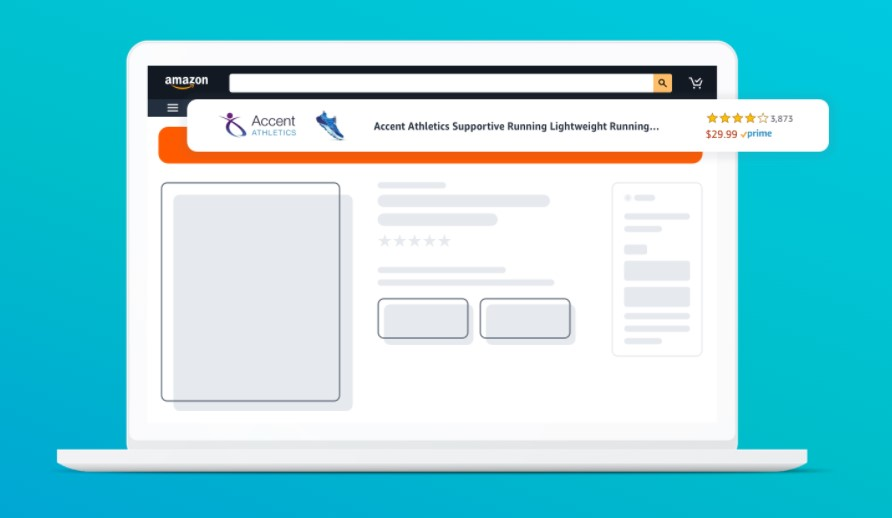 amazon
Accent
ATHLETICS
Accent Athletics Supportive Running Lightweight Running...
3,873
$29.99 prime